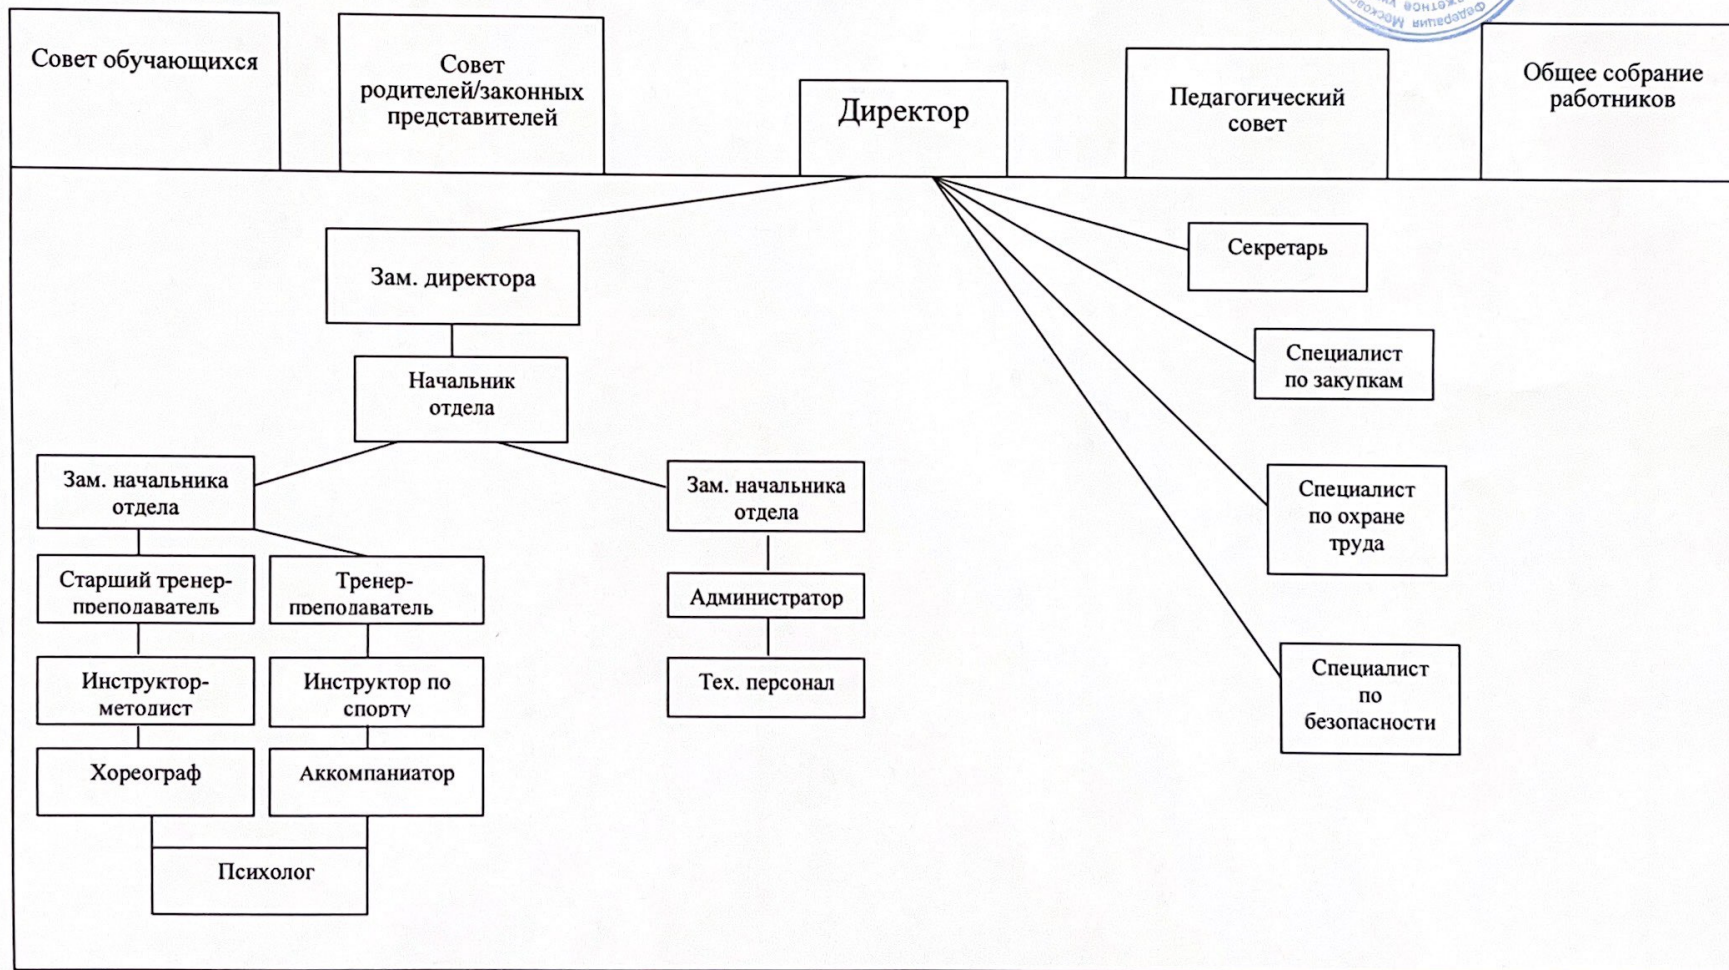 Федерация Московско
Совет обучающихся
Совет
родителей/законных
представителей
Директор
Педагогический
совет
Общее собрание
работников
Зам. директора
Секретарь
Начальник
отдела
Специалист
по закупкам
Зам. начальника
отдела
Зам. начальника
отдела
Специалист
по охране
труда
Старший тренер-
преподаватель
Тренер-
преподаватель
Администратор
Инструктор-
методист
Инструктор по
спорту
Тех. персонал
Специалист
по
безопасности
Хореограф
Аккомпаниатор
Психолог